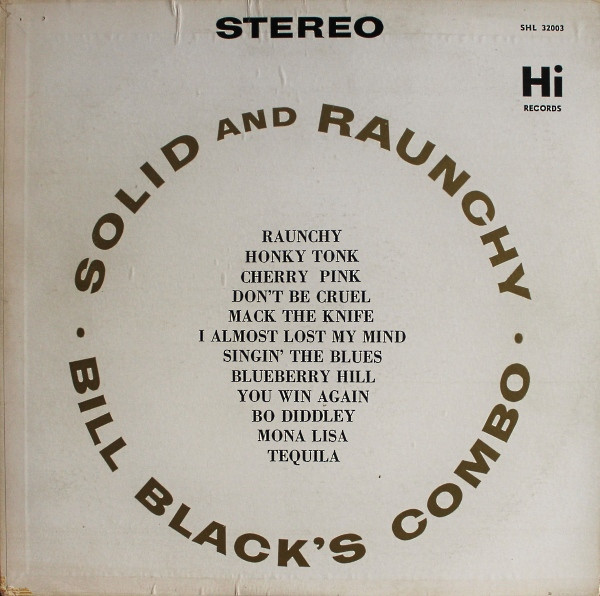 STEREO
SHL 32003
Hi
RECORDS
SOLID AND RAUNCHY
RAUNCHY
HONKY TONK
CHERRY PINK
DON'T BE CRUEL
MACK THE KNIFE
I ALMOST LOST MY MIND
SINGIN' THE BLUES
BLUEBERRY HILL
YOU WIN AGAIN
BO DIDDLEY
MONA LISA
TEQUILA
· BILL BLACK'S COMBO ·